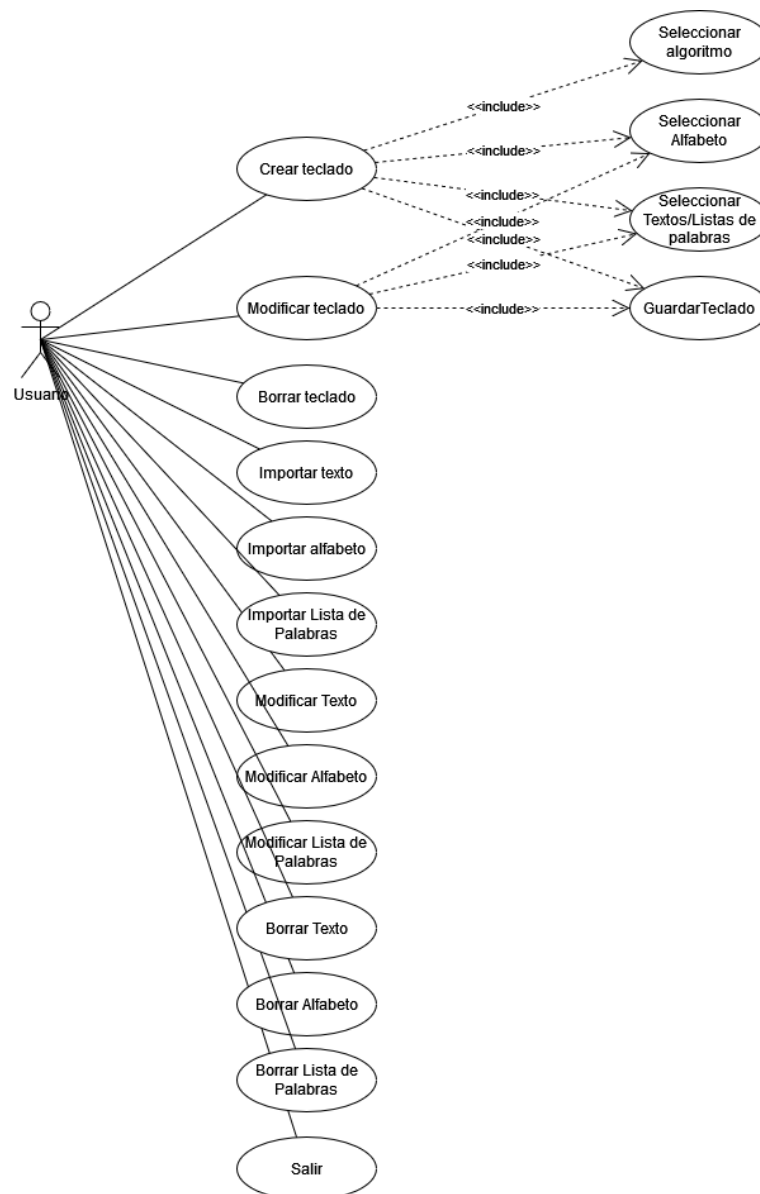 Seleccionar
algoritmo
<<include>>
Seleccionar
Alfabeto
<<include>>
Crear teclado
<<include>>
Seleccionar
Textos/Listas de
palabras
<<include>>
<<include>>
<<include>>
Modificar teclado
<<include>>
GuardarTeclado
Usuario
Borrar teclado
Importar texto
Importar alfabeto
Importar Lista de
Palabras
Modificar Texto
Modificar Alfabeto
Modificar Lista de
Palabras
Borrar Texto
Borrar Alfabeto
Borrar Lista de
Palabras
Salir